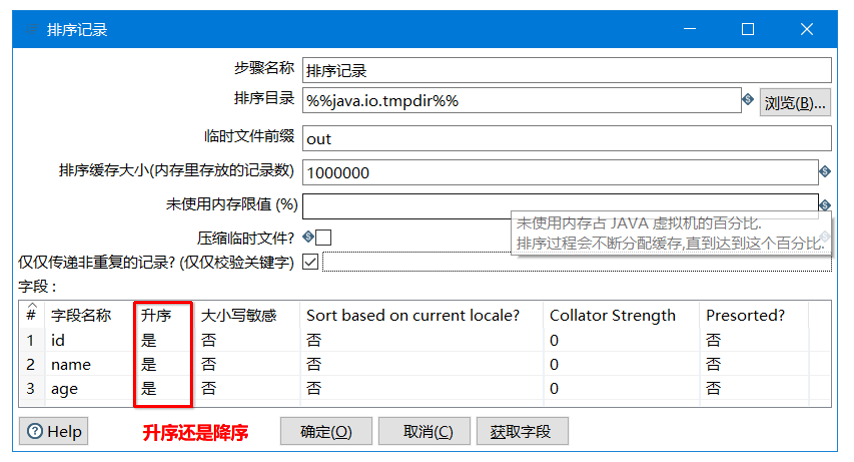 排序记录
步骤名称 排序记录
排序目录 %%java.io.tmpdir%% 浏览(B)...
临时文件前缀 out
排序缓存大小(内存里存放的记录数) 1000000
未使用内存限值 (%)
未使用内存占 JAVA 虚拟机的百分比.
压缩临时文件? 排序过程会不断分配缓存,直到达到这个百分比.
仅仅传递非重复的记录? (仅仅校验关键字)
字段 :
# 字段名称 升序 大小写敏感 Sort based on current locale? Collator Strength Presorted?
1 id 是 否 否 0 否
2 name 是 否 否 0 否
3 age 是 否 否 0 否
Help 升序还是降序 确定(O) 取消(C) 获取字段